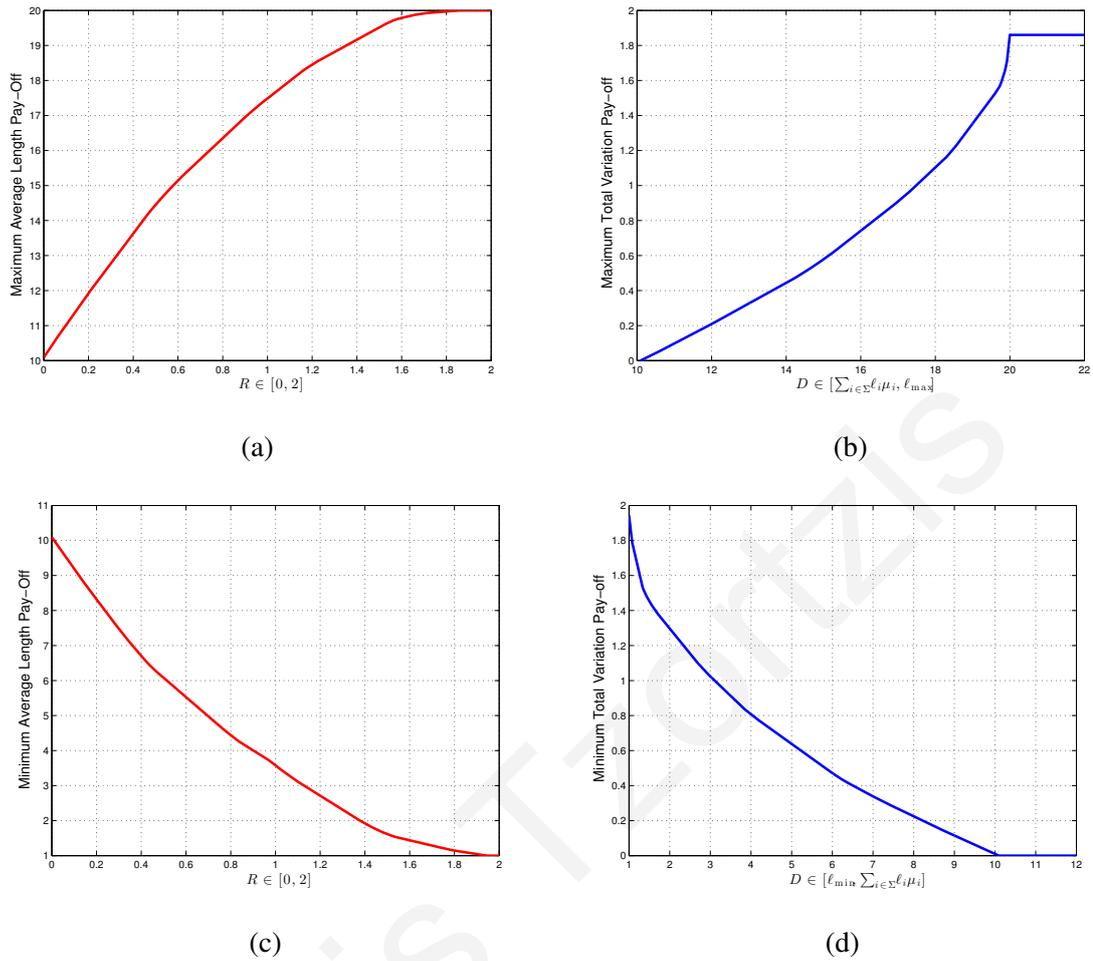 Maximum Average Length Pay−Off
20
19
18
17
16
15
14
13
12
11
10
0 0.2 0.4 0.6 0.8 1 1.2 1.4 1.6 1.8 2
R ∈ [0, 2]
(a)
Maximum Total Variation Pay−off
2
1.8
1.6
1.4
1.2
1
0.8
0.6
0.4
0.2
0
10 12 14 16 18 20 22
D ∈ [∑i∈Σ ℓiμi, ℓmax]
(b)
Minimum Average Length Pay−Off
11
10
9
8
7
6
5
4
3
2
1
0 0.2 0.4 0.6 0.8 1 1.2 1.4 1.6 1.8 2
R ∈ [0, 2]
(c)
Minimum Total Variation Pay−off
2
1.8
1.6
1.4
1.2
1
0.8
0.6
0.4
0.2
0
1 2 3 4 5 6 7 8 9 10 11 12
D ∈ [ℓmin, ∑i∈Σ ℓiμi]
(d)
is Tzortzis